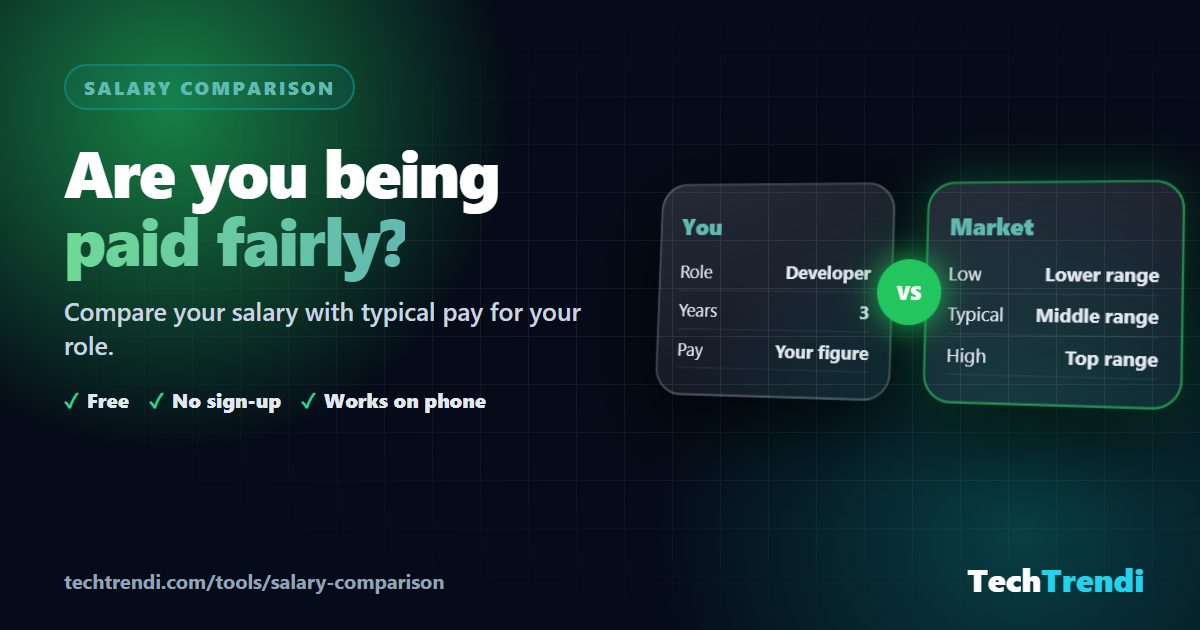 SALARY COMPARISON
Are you being
paid fairly?
Compare your salary with typical pay for your
role.
✓ Free ✓ No sign-up ✓ Works on phone
You
Role Developer
Years 3
Pay Your figure
VS
Market
Low Lower range
Typical Middle range
High Top range
techtrendi.com/tools/salary-comparison
TechTrendi